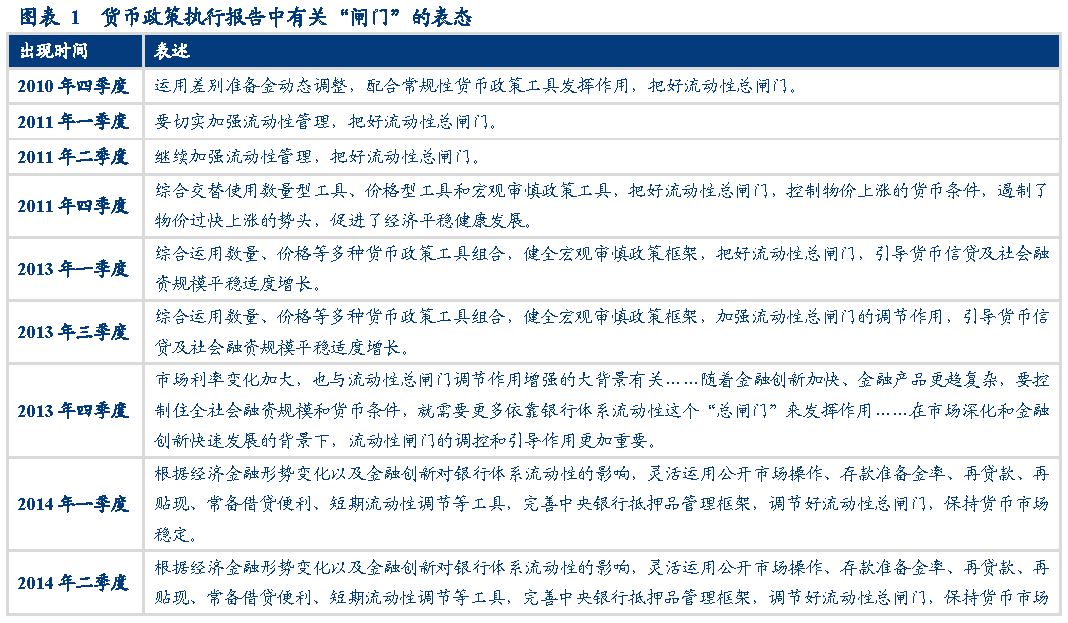 图表 1 货币政策执行报告中有关“闸门”的表态
出现时间 表述
2010 年四季度 运用差别准备金动态调整，配合常规性货币政策工具发挥作用，把好流动性总闸门。
2011 年一季度 要切实加强流动性管理，把好流动性总闸门。
2011 年二季度 继续加强流动性管理，把好流动性总闸门。
2011 年四季度 综合交替使用数量型工具、价格型工具和宏观审慎政策工具，把好流动性总闸门，控制物价上涨的货币条件，遏制了
物价过快上涨的势头，促进了经济平稳健康发展。
2013 年一季度 综合运用数量、价格等多种货币政策工具组合，健全宏观审慎政策框架，把好流动性总闸门，引导货币信贷及社会融
资规模平稳适度增长。
2013 年三季度 综合运用数量、价格等多种货币政策工具组合，健全宏观审慎政策框架，加强流动性总闸门的调节作用，引导货币信
贷及社会融资规模平稳适度增长。
2013 年四季度 市场利率变化加大，也与流动性总闸门调节作用增强的大背景有关……随着金融创新加快、金融产品更趋复杂，要控
制住全社会融资规模和货币条件，就需要更多依靠银行体系流动性这个“总闸门”来发挥作用……在市场深化和金融
创新快速发展的背景下，流动性闸门的调控和引导作用更加重要。
2014 年一季度 根据经济金融形势变化以及金融创新对银行体系流动性的影响，灵活运用公开市场操作、存款准备金率、再贷款、再
贴现、常备借贷便利、短期流动性调节等工具，完善中央银行抵押品管理框架，调节好流动性总闸门，保持货币市场
稳定。
2014 年二季度 根据经济金融形势变化以及金融创新对银行体系流动性的影响，灵活运用公开市场操作、存款准备金率、再贷款、再
贴现、常备借贷便利、短期流动性调节等工具，完善中央银行抵押品管理框架，调节好流动性总闸门，保持货币市场